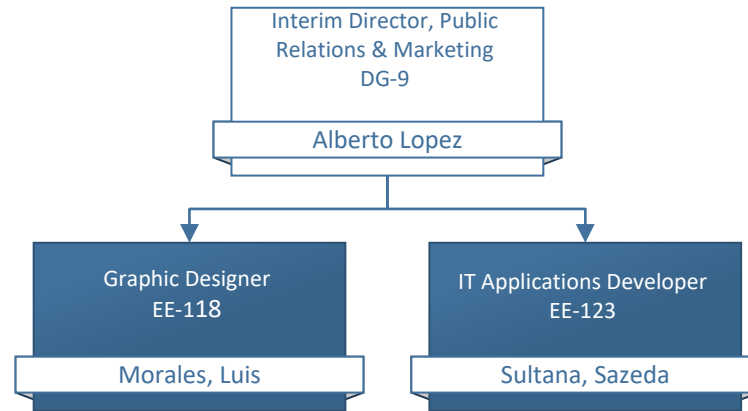 Interim Director, Public
Relations & Marketing
DG-9
Alberto Lopez
Graphic Designer
EE-118
Morales, Luis
IT Applications Developer
EE-123
Sultana, Sazeda